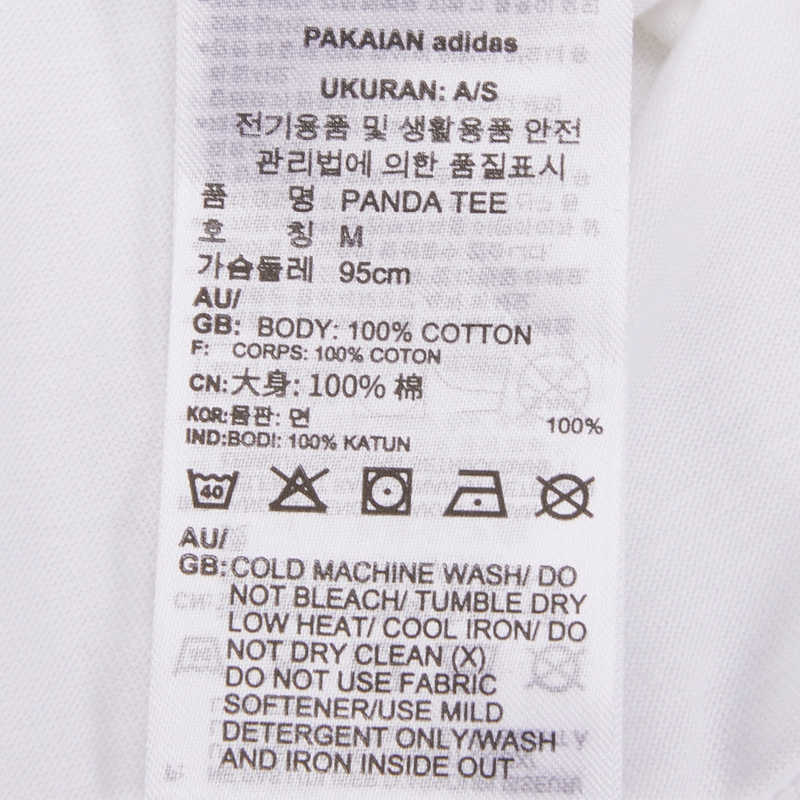 PAKAIAN adidas
UKURAN: A/S
전기용품 및 생활용품 안전
관리법에 의한 품질표시
품 명 PANDA TEE
호 칭 M
가슴둘레 95cm
AU/
GB: BODY: 100% COTTON
F: CORPS: 100% COTON
CN:大身: 100% 棉
KOR:몸판: 면 100%
IND:BODI: 100% KATUN
40
AU/
GB:COLD MACHINE WASH/ DO
NOT BLEACH/ TUMBLE DRY
LOW HEAT/ COOL IRON/ DO
NOT DRY CLEAN (X)
DO NOT USE FABRIC
SOFTENER/USE MILD
DETERGENT ONLY/WASH
AND IRON INSIDE OUT